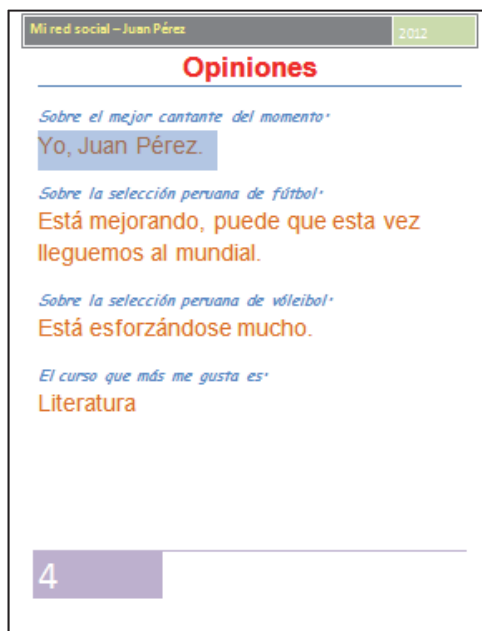 Mi red social – Juan Pérez 2012
Opiniones
Sobre el mejor cantante del momento:
Yo, Juan Pérez.
Sobre la selección peruana de fútbol:
Está mejorando, puede que esta vez
lleguemos al mundial.
Sobre la selección peruana de vóleibol:
Está esforzándose mucho.
El curso que más me gusta es:
Literatura
4